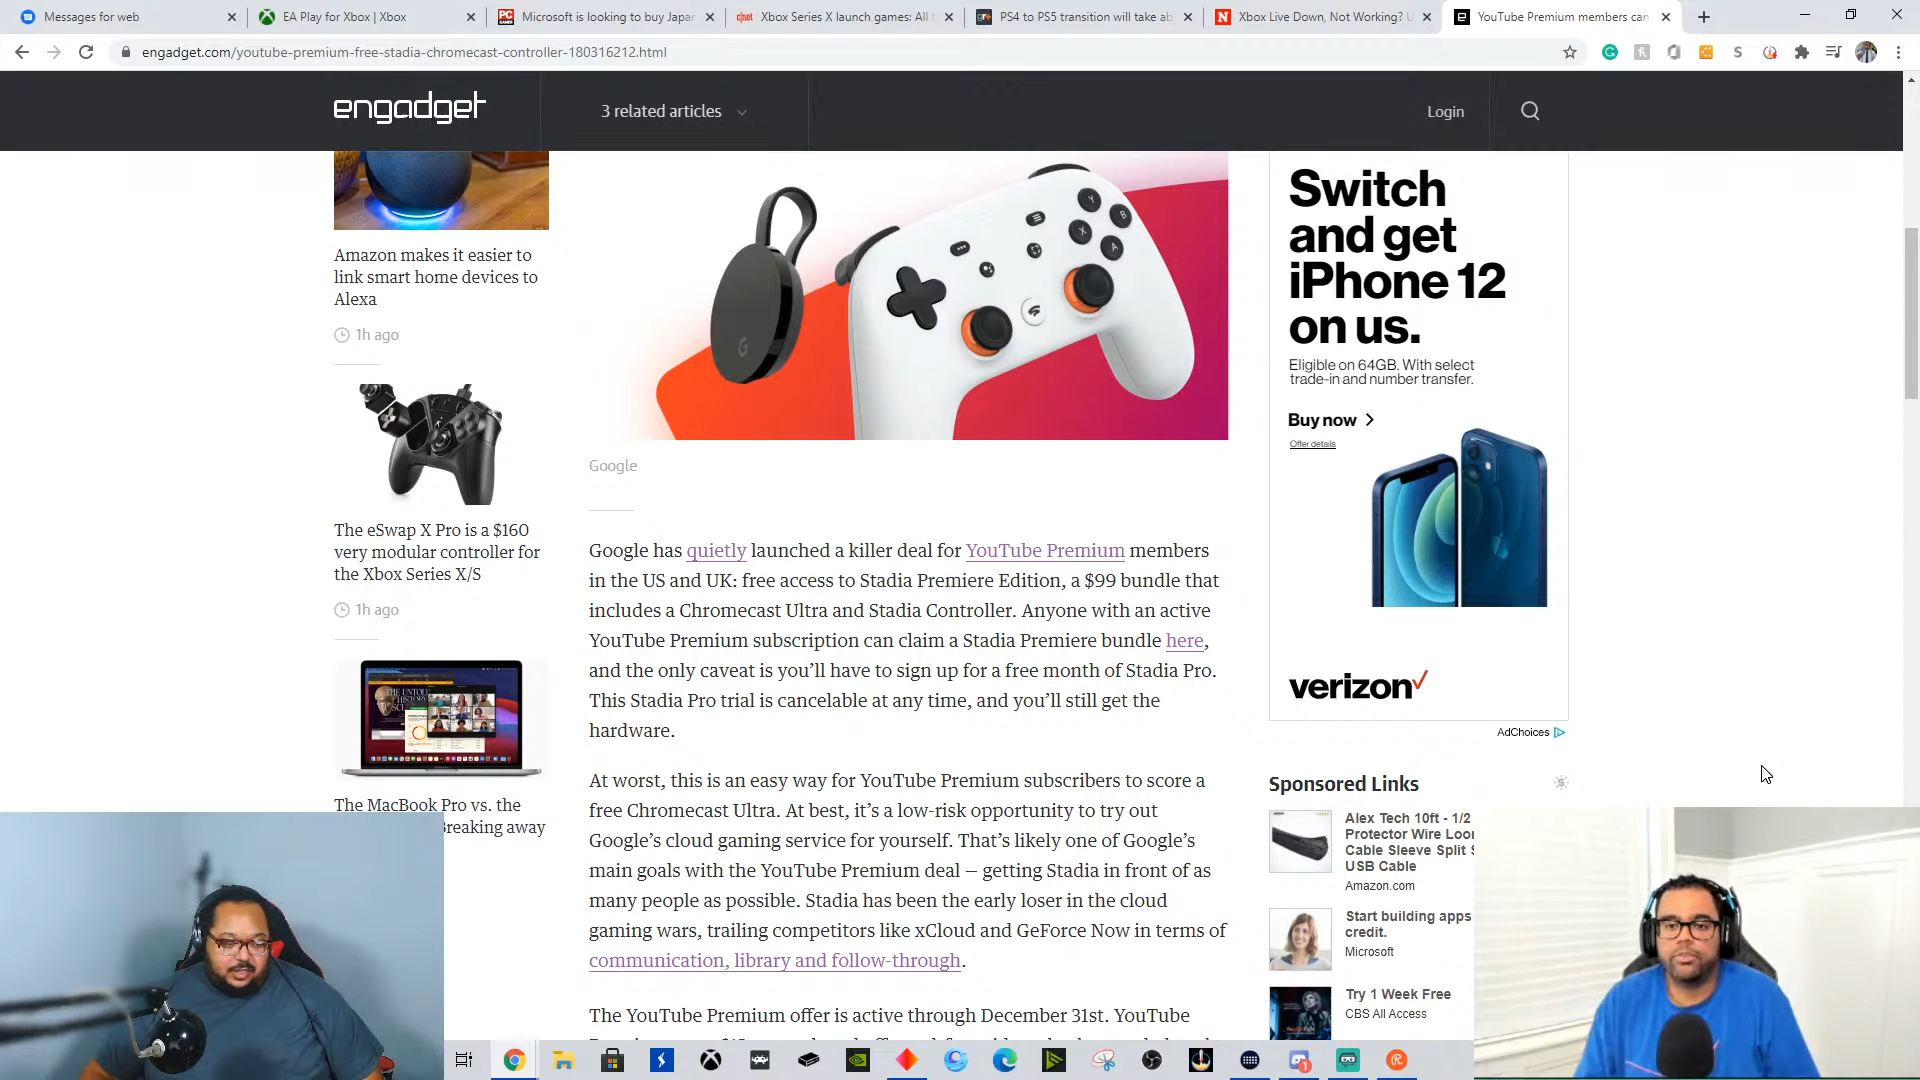 Messages for web
EA Play for Xbox | Xbox
Microsoft is looking to buy Japar
Xbox Series X launch games: All t
PS4 to PS5 transition will take ab
Xbox Live Down, Not Working? U
YouTube Premium members can
engadget.com/youtube-premium-free-stadia-chromecast-controller-180316212.html
engadget
3 related articles
Login
Amazon makes it easier to
link smart home devices to
Alexa
1h ago
The eSwap X Pro is a $160
very modular controller for
the Xbox Series X/S
1h ago
The MacBook Pro vs. the
Breaking away
Y
B
X
A
G
Google
Google has quietly launched a killer deal for YouTube Premium members
in the US and UK: free access to Stadia Premiere Edition, a $99 bundle that
includes a Chromecast Ultra and Stadia Controller. Anyone with an active
YouTube Premium subscription can claim a Stadia Premiere bundle here,
and the only caveat is you’ll have to sign up for a free month of Stadia Pro.
This Stadia Pro trial is cancelable at any time, and you’ll still get the
hardware.
At worst, this is an easy way for YouTube Premium subscribers to score a
free Chromecast Ultra. At best, it’s a low-risk opportunity to try out
Google’s cloud gaming service for yourself. That’s likely one of Google’s
main goals with the YouTube Premium deal — getting Stadia in front of as
many people as possible. Stadia has been the early loser in the cloud
gaming wars, trailing competitors like xCloud and GeForce Now in terms of
communication, library and follow-through.
The YouTube Premium offer is active through December 31st. YouTube
Switch
and get
iPhone 12
on us.
Eligible on 64GB. With select
trade-in and number transfer.
Buy now
Offer details
verizon
AdChoices
Sponsored Links
Alex Tech 10ft - 1/2
Protector Wire Loor
Cable Sleeve Split S
USB Cable
Amazon.com
Start building apps
credit.
Microsoft
Try 1 Week Free
CBS All Access